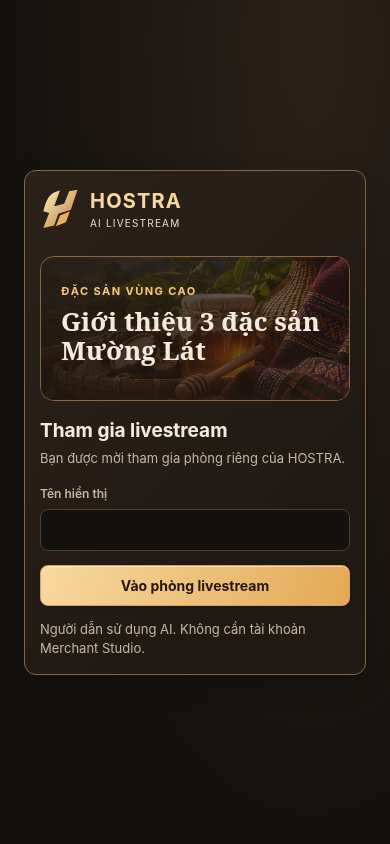 HOSTRA
AI LIVESTREAM
ĐẶC SẢN VÙNG CAO
Giới thiệu 3 đặc sản
Mường Lát
Tham gia livestream
Bạn được mời tham gia phòng riêng của HOSTRA.
Tên hiển thị
Vào phòng livestream
Người dẫn sử dụng AI. Không cần tài khoản
Merchant Studio.